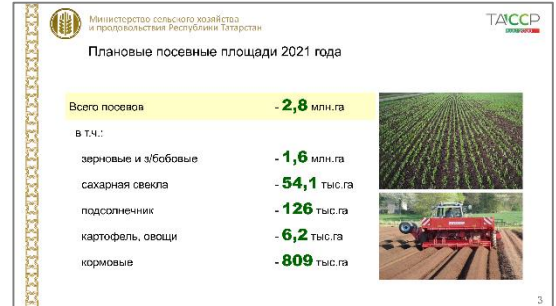 Министерство сельского хозяйства
и продовольствия Республики Татарстан
ТАССР
Плановые посевные площади 2021 года
Всего посевов - 2,8 млн.га
в т.ч.:
зерновые и з/бобовые - 1,6 млн.га
сахарная свекла - 54,1 тыс.га
подсолнечник - 126 тыс.га
картофель, овощи - 6,2 тыс.га
кормовые - 809 тыс.га
3